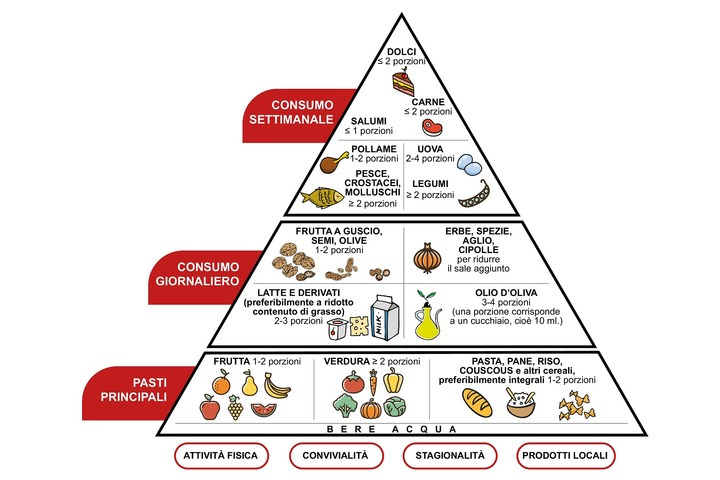 DOLCI
≤ 2 porzioni
CONSUMO
SETTIMANALE
CARNE
≤ 2 porzioni
SALUMI
≤ 1 porzioni
POLLAME
1-2 porzioni
UOVA
2-4 porzioni
PESCE,
CROSTACEI,
MOLLUSCHI
≥ 2 porzioni
LEGUMI
≥ 2 porzioni
CONSUMO
GIORNALIERO
FRUTTA A GUSCIO,
SEMI, OLIVE
1-2 porzioni
ERBE, SPEZIE,
AGLIO,
CIPOLLE
per ridurre
il sale aggiunto
LATTE E DERIVATI
(preferibilmente a ridotto
contenuto di grasso)
2-3 porzioni
MILK
OLIO D'OLIVA
3-4 porzioni
(una porzione corrisponde
a un cucchiaio, cioè 10 ml.)
PASTI
PRINCIPALI
FRUTTA 1-2 porzioni
VERDURA ≥ 2 porzioni
PASTA, PANE, RISO,
COUSCOUS e altri cereali,
preferibilmente integrali 1-2 porzioni
BERE ACQUA
ATTIVITÀ FISICA
CONVIVIALITÀ
STAGIONALITÀ
PRODOTTI LOCALI